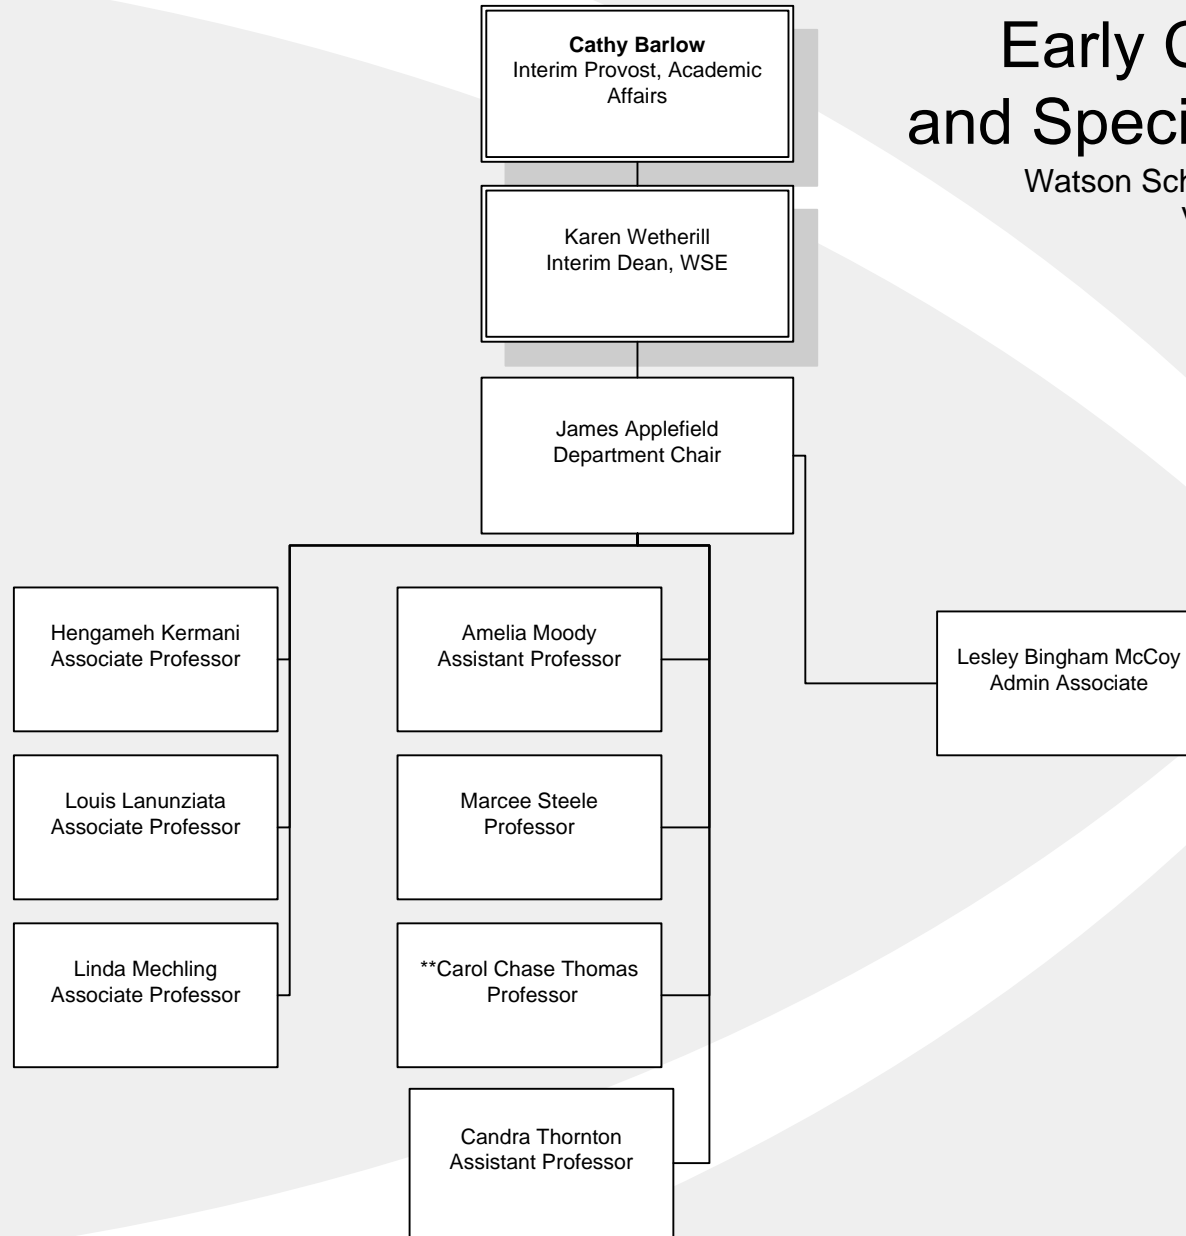 Cathy Barlow
Interim Provost, Academic
Affairs
Early
and
Watson
Karen Wetherill
Interim Dean, WSE
James Applefield
Department Chair
Hengameh Kermani
Associate Professor
Amelia Moody
Assistant Professor
Lesley Bingham McCoy
Admin Associate
Louis Lanunziata
Associate Professor
Marcee Steele
Professor
Linda Mechling
Associate Professor
**Carol Chase Thomas
Professor
Candra Thornton
Assistant Professor